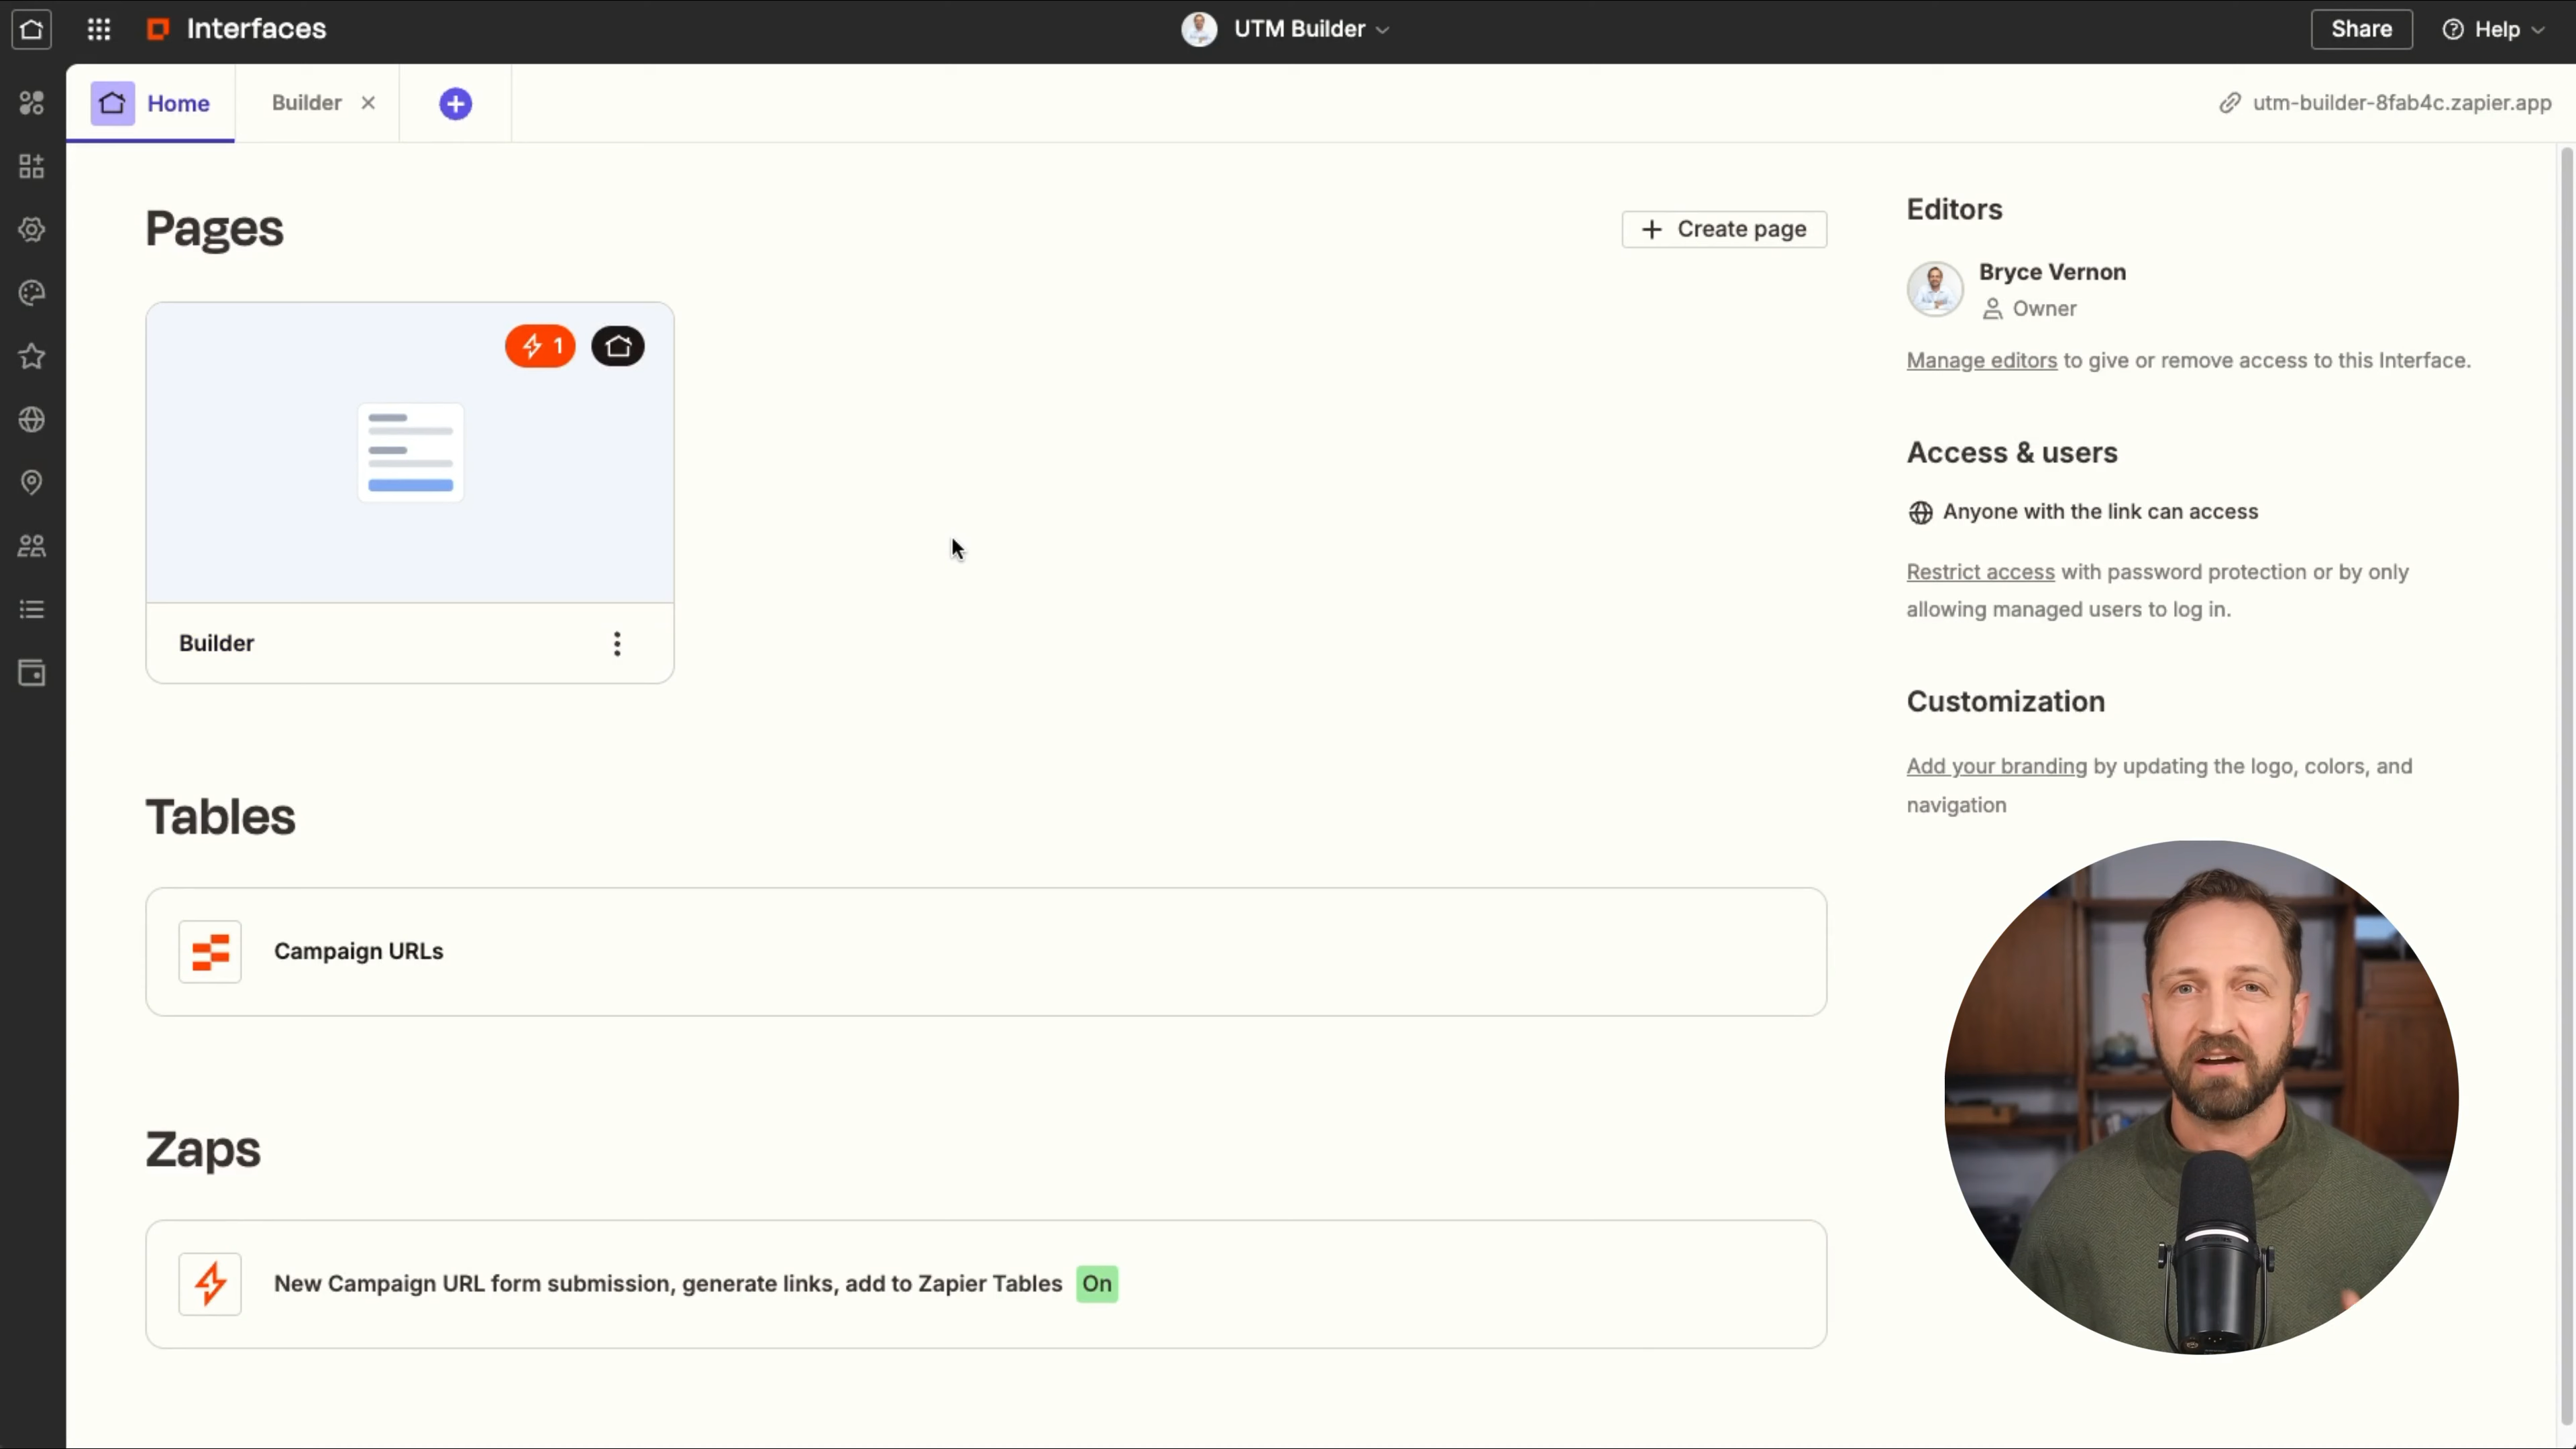 Interfaces
UTM Builder
Share
Help
Home
Builder
utm-builder-8fab4c.zapier.app
Pages
Create page
1
Builder
Tables
Campaign URLs
Zaps
New Campaign URL form submission, generate links, add to Zapier Tables On
Editors
Bryce Vernon
Owner
Manage editors to give or remove access to this Interface.
Access & users
Anyone with the link can access
Restrict access with password protection or by only
allowing managed users to log in.
Customization
Add your branding by updating the logo, colors, and
navigation